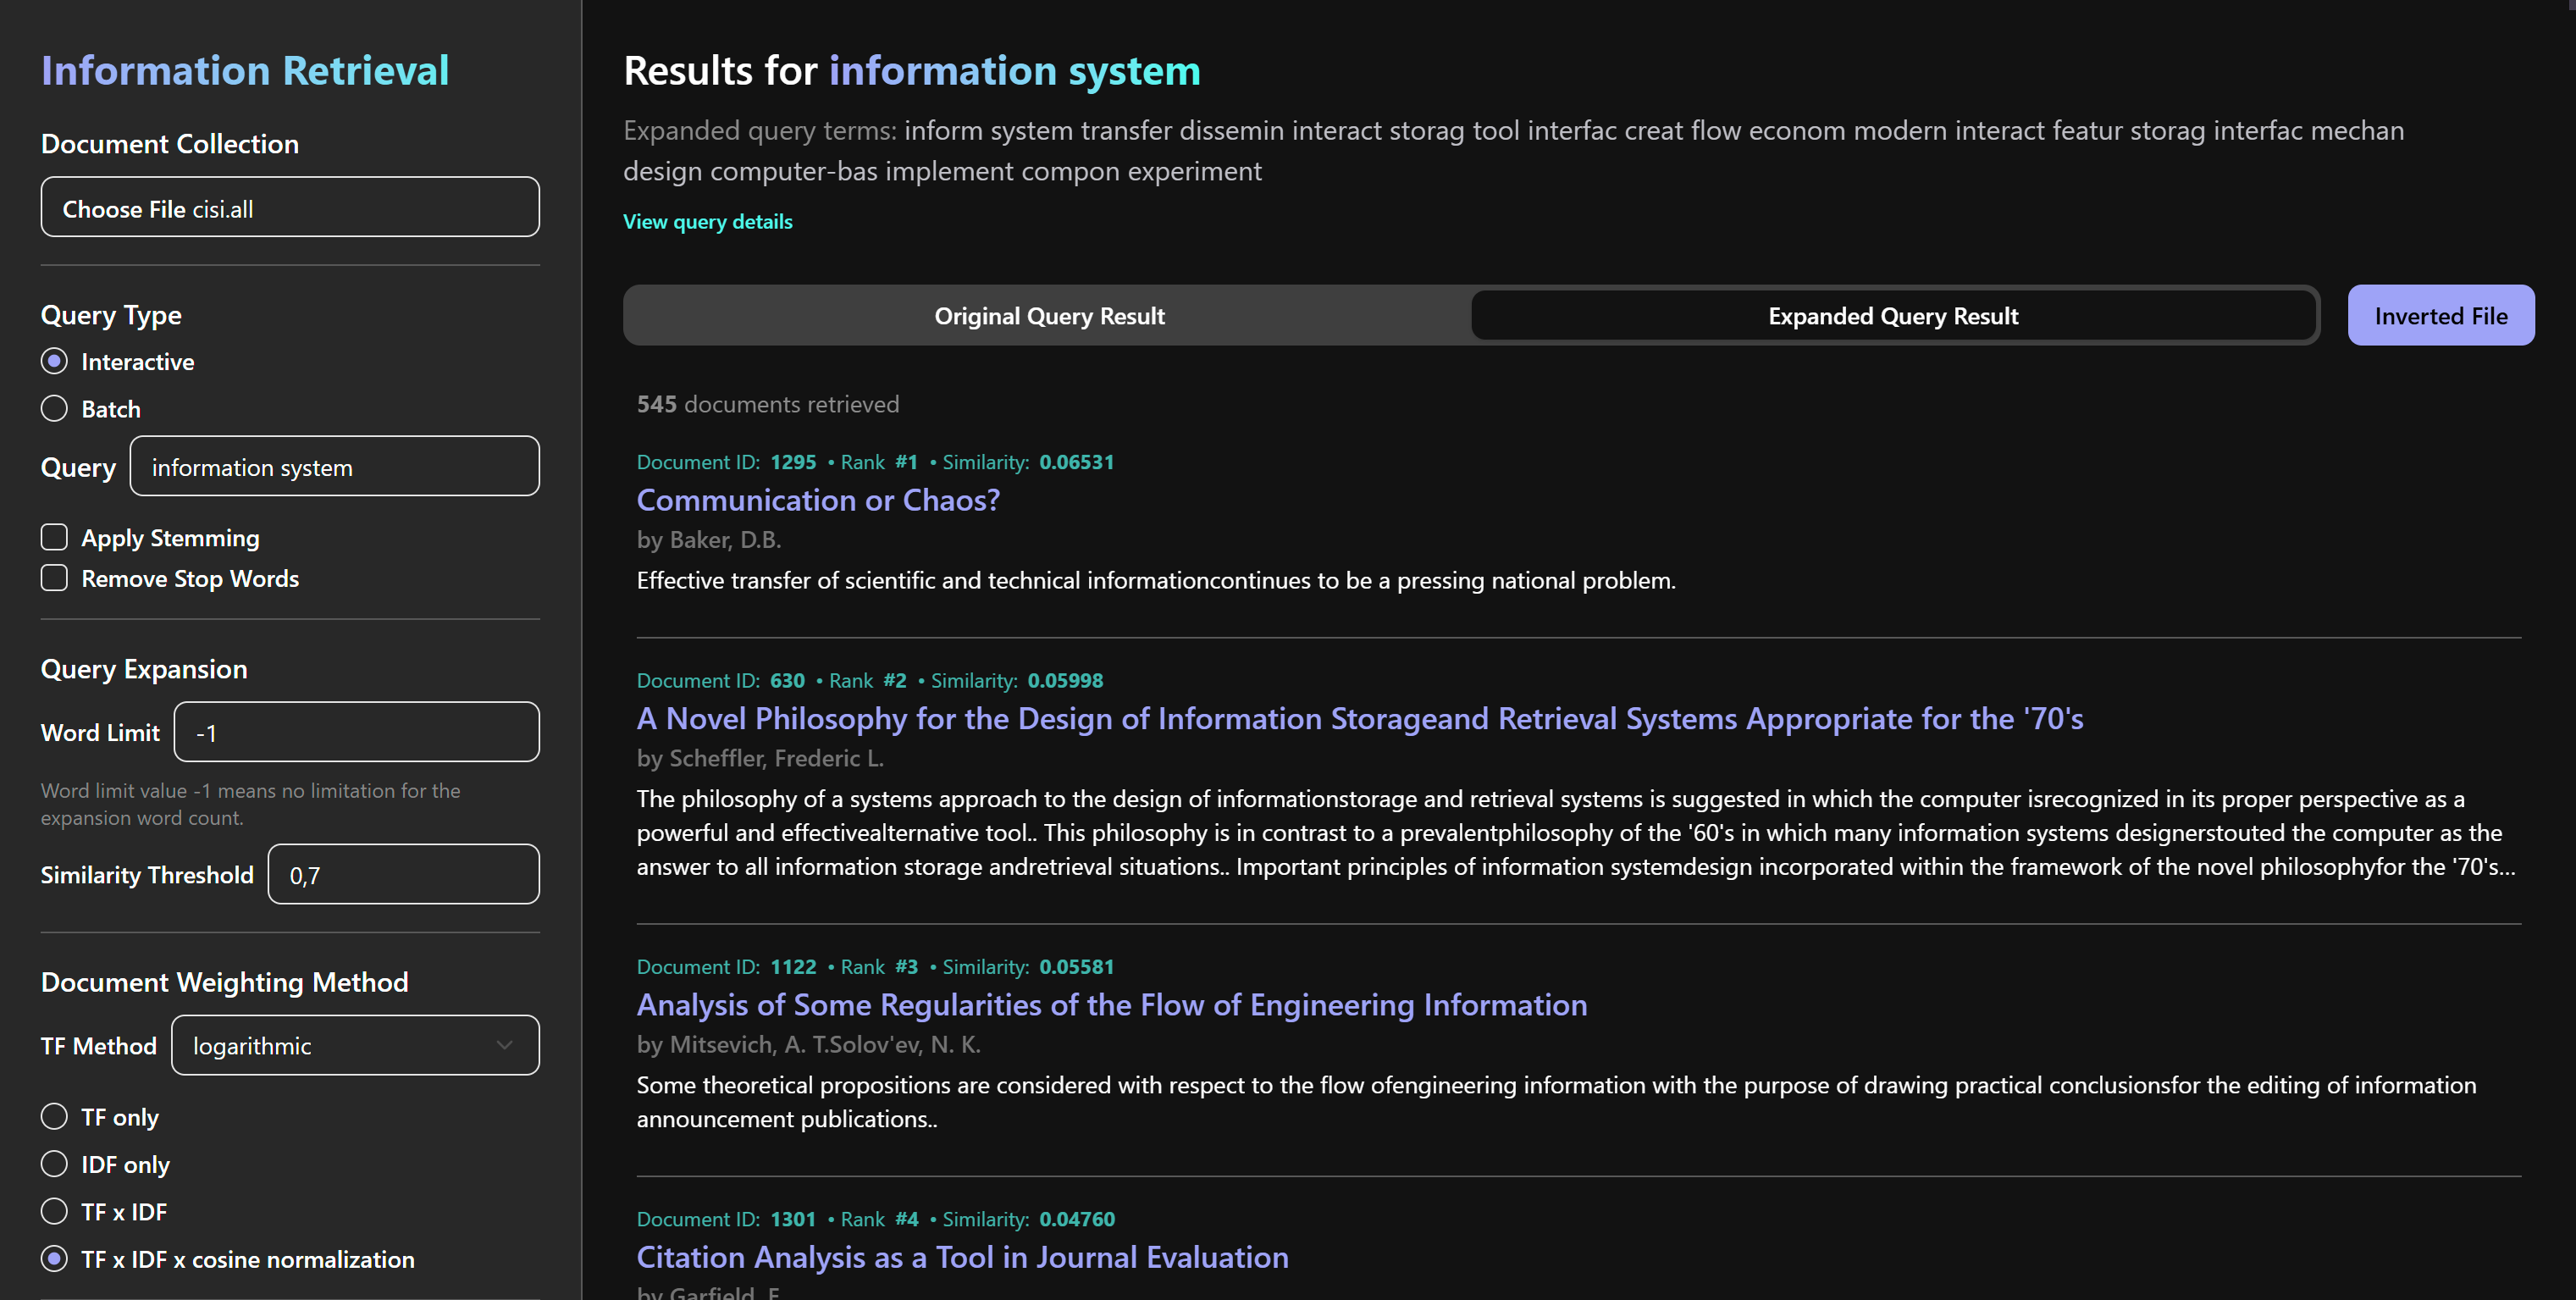 Information Retrieval
Document Collection
Choose File cisi.all
Query Type
Interactive
Batch
Query information system
Apply Stemming
Remove Stop Words
Query Expansion
Word Limit -1
Word limit value -1 means no limitation for the
expansion word count.
Similarity Threshold 0,7
Document Weighting Method
TF Method logarithmic
TF only
IDF only
TF x IDF
TF x IDF x cosine normalization
Results for information system
Expanded query terms: inform system transfer dissemin interact storag tool interfac creat flow econom modern interact featur storag interfac mechan
design computer-bas implement compon experiment
View query details
Original Query Result Expanded Query Result Inverted File
545 documents retrieved
Document ID: 1295 • Rank #1 • Similarity: 0.06531
Communication or Chaos?
by Baker, D.B.
Effective transfer of scientific and technical informationcontinues to be a pressing national problem.
Document ID: 630 • Rank #2 • Similarity: 0.05998
A Novel Philosophy for the Design of Information Storageand Retrieval Systems Appropriate for the '70's
by Scheffler, Frederic L.
The philosophy of a systems approach to the design of informationstorage and retrieval systems is suggested in which the computer isrecognized in its proper perspective as a
powerful and effectivealternative tool.. This philosophy is in contrast to a prevalentphilosophy of the '60's in which many information systems designerstouted the computer as the
answer to all information storage andretrieval situations.. Important principles of information systemdesign incorporated within the framework of the novel philosophyfor the '70's...
Document ID: 1122 • Rank #3 • Similarity: 0.05581
Analysis of Some Regularities of the Flow of Engineering Information
by Mitsevich, A. T.Solov'ev, N. K.
Some theoretical propositions are considered with respect to the flow ofengineering information with the purpose of drawing practical conclusionsfor the editing of information
announcement publications..
Document ID: 1301 • Rank #4 • Similarity: 0.04760
Citation Analysis as a Tool in Journal Evaluation
by Garfield, E.